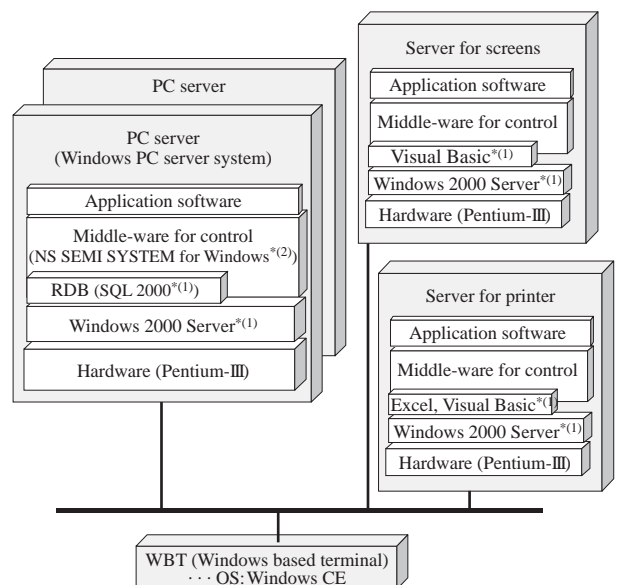 PC server
PC server
(Windows PC server system)
Application software
Middle-ware for control
(NS SEMI SYSTEM for Windows*(2))
RDB (SQL 2000*(1))
Windows 2000 Server*(1)
Hardware (Pentium-III)
Server for screens
Application software
Middle-ware for control
Visual Basic*(1)
Windows 2000 Server*(1)
Hardware (Pentium-III)
Server for printer
Application software
Middle-ware for control
Excel, Visual Basic*(1)
Windows 2000 Server*(1)
Hardware (Pentium-III)
WBT (Windows based terminal)
··· OS: Windows CE